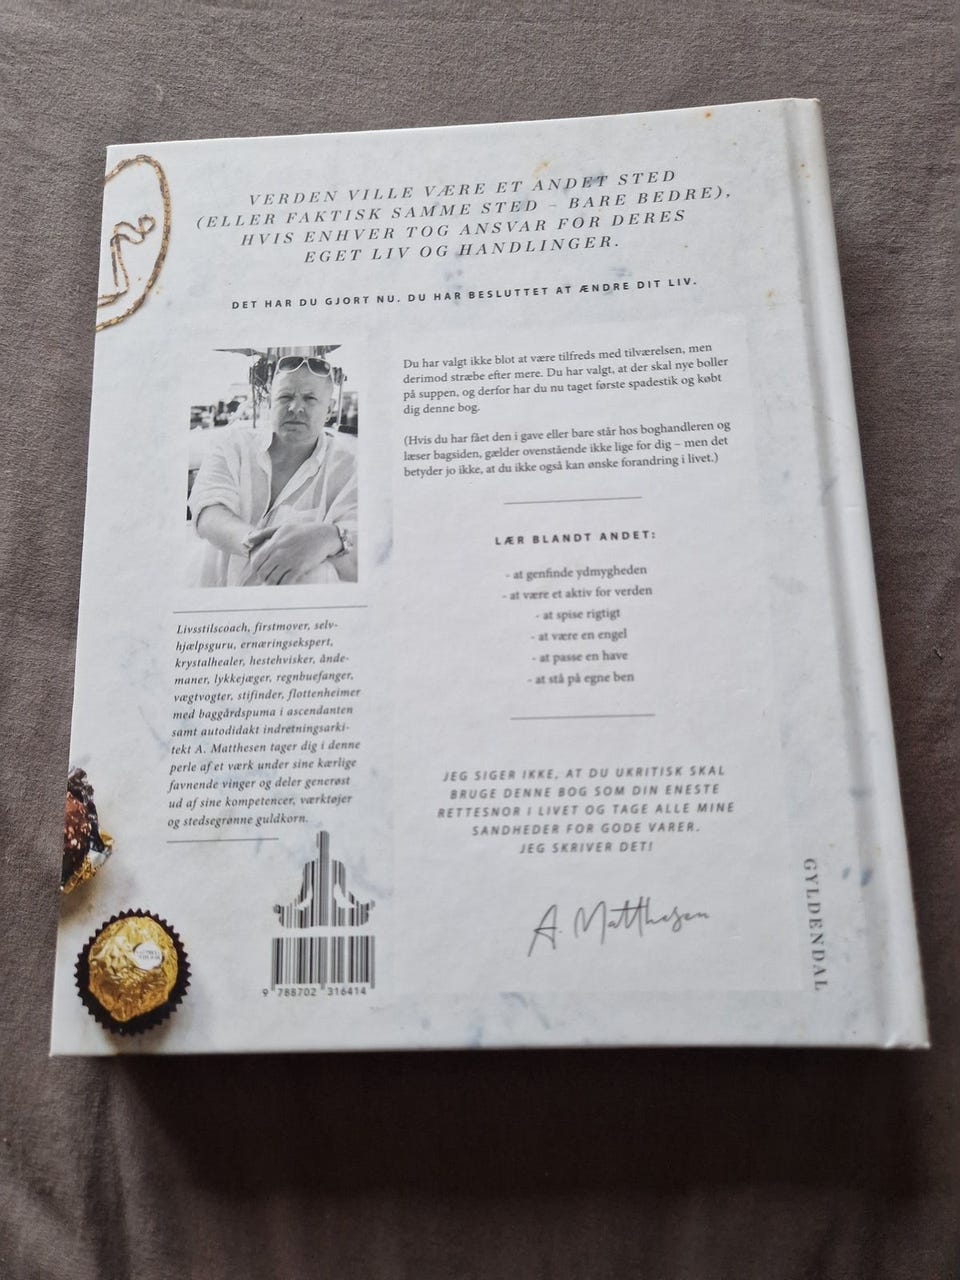 VERDEN VILLE VÆRE ET ANDET STED
(ELLER FAKTISK SAMME STED – BARE BEDRE),
HVIS ENHVER TOG ANSVAR FOR DERES
EGET LIV OG HANDLINGER.
DET HAR DU GJORT NU. DU HAR BESLUTTET AT ÆNDRE DIT LIV.
Du har valgt ikke blot at være tilfreds med tilværelsen, men
derimod stræbe efter mere. Du har valgt, at der skal nye boller
på suppen, og derfor har du nu taget første spadestik og købt
dig denne bog.
(Hvis du har fået den i gave eller bare står hos boghandleren og
læser bagsiden, gælder ovenstående ikke lige for dig – men det
betyder jo ikke, at du ikke også kan ønske forandring i livet.)
LÆR BLANDT ANDET:
- at genfinde ydmygheden
- at være et aktiv for verden
- at spise rigtigt
- at være en engel
- at passe en have
- at stå på egne ben
Livsstilscoach, firstmover, selv-
hjælpsguru, ernæringsekspert,
krystalhealer, hestehvisker, ånde-
maner, lykkejæger, regnbuefanger,
vægtvogter, stifinder, flottenheimer
med baggårdspuma i ascendanten
samt autodidakt indretningsarki-
tekt A. Matthesen tager dig i denne
perle af et værk under sine kærlige
favnende vinger og deler generøst
ud af sine kompetencer, værktøjer
og stedsegrønne guldkorn.
JEG SIGER IKKE, AT DU UKRITISK SKAL
BRUGE DENNE BOG SOM DIN ENESTE
RETTESNOR I LIVET OG TAGE ALLE MINE
SANDHEDER FOR GODE VARER.
JEG SKRIVER DET!
A. Matthesen
9 788702 316414
GYLDENDAL